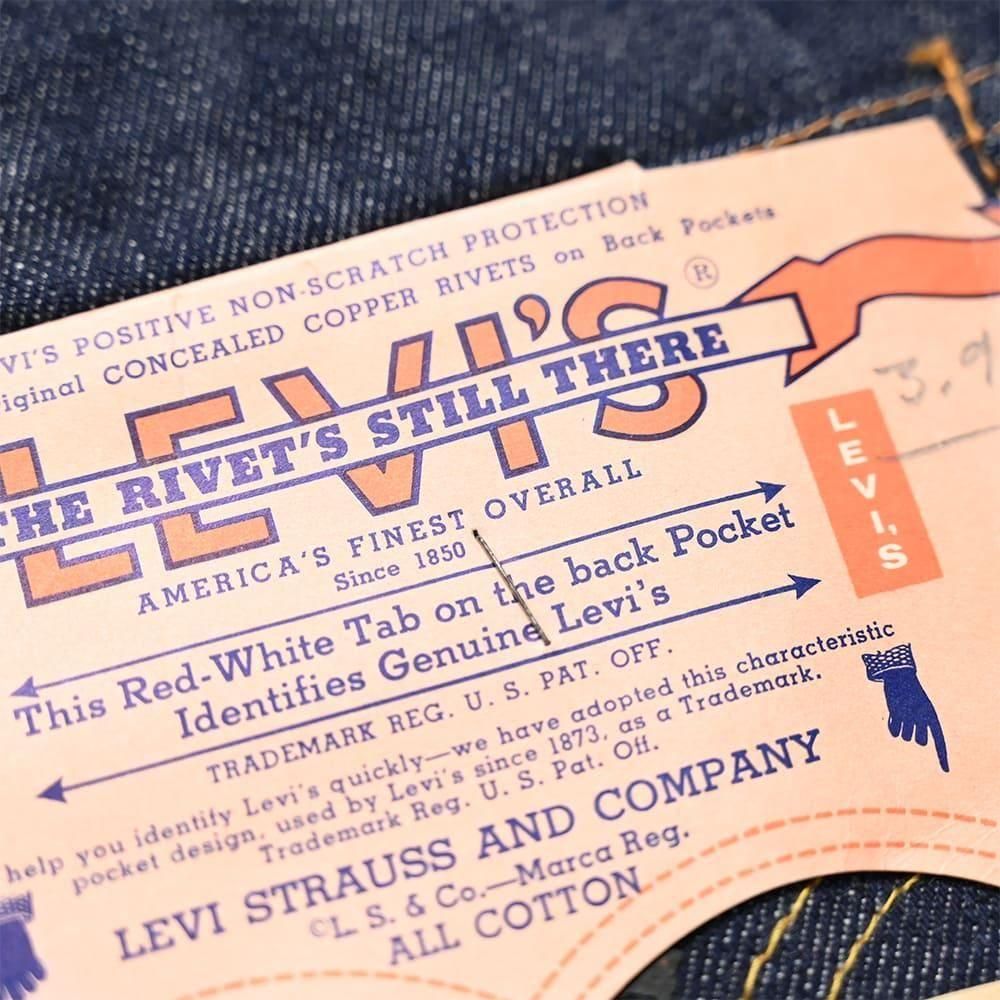 VI'S POSITIVE NON-SCRATCH PROTECTION
iginal CONCEALED COPPER RIVETS on Back Pockets
LEVI'S ®
THE RIVET'S STILL THERE
3.9
AMERICA'S FINEST OVERALL
Since 1850
LEVI'S
This Red-White Tab on the back Pocket
Identifies Genuine Levi's
TRADEMARK REG. U. S. PAT. OFF.
help you identify Levi's quickly—we have adopted this characteristic
pocket design, used by Levi's since 1873, as a Trademark.
Trademark Reg. U. S. Pat. Off.
LEVI STRAUSS AND COMPANY
©L. S. & Co.—Marca Reg.
ALL COTTON